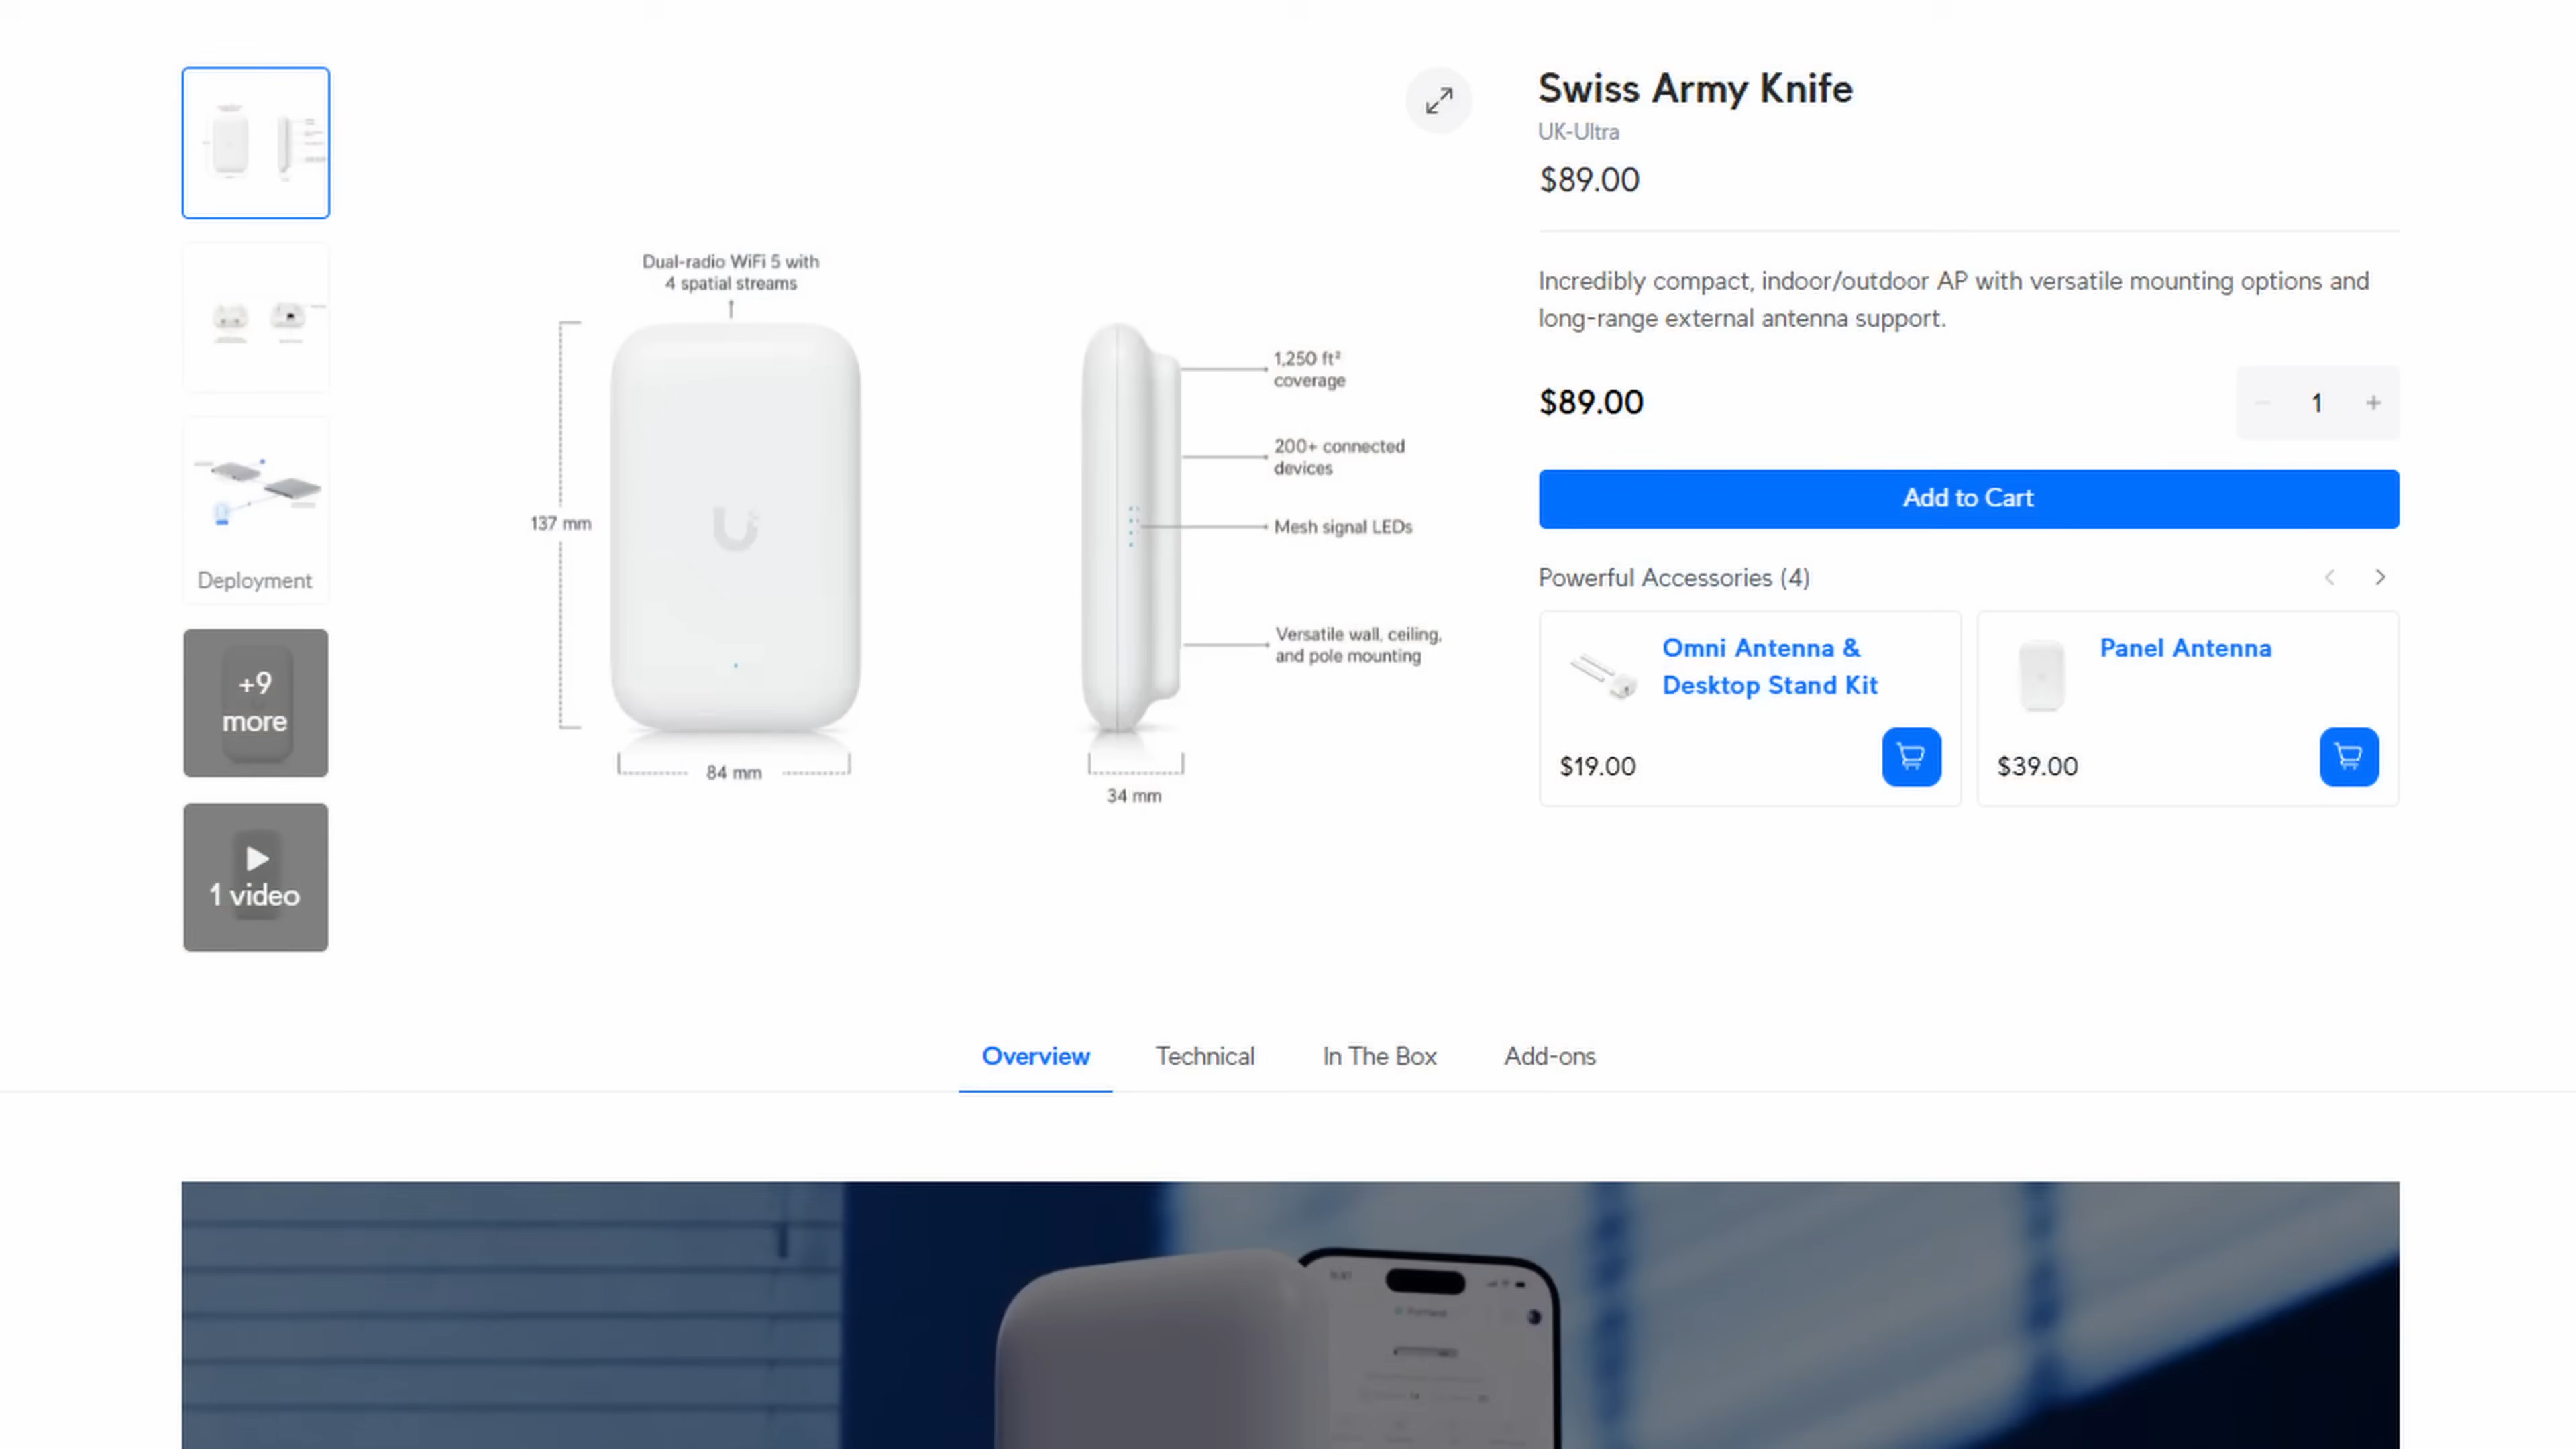 Deployment
+9
more
1 video
Dual-radio WiFi 5 with
4 spatial streams
137 mm
84 mm
1,250 ft²
coverage
200+ connected
devices
Mesh signal LEDs
Versatile wall, ceiling,
and pole mounting
34 mm
Swiss Army Knife
UK-Ultra
$89.00
Incredibly compact, indoor/outdoor AP with versatile mounting options and
long-range external antenna support.
$89.00
1
Add to Cart
Powerful Accessories (4)
Omni Antenna &
Desktop Stand Kit
$19.00
Panel Antenna
$39.00
Overview
Technical
In The Box
Add-ons